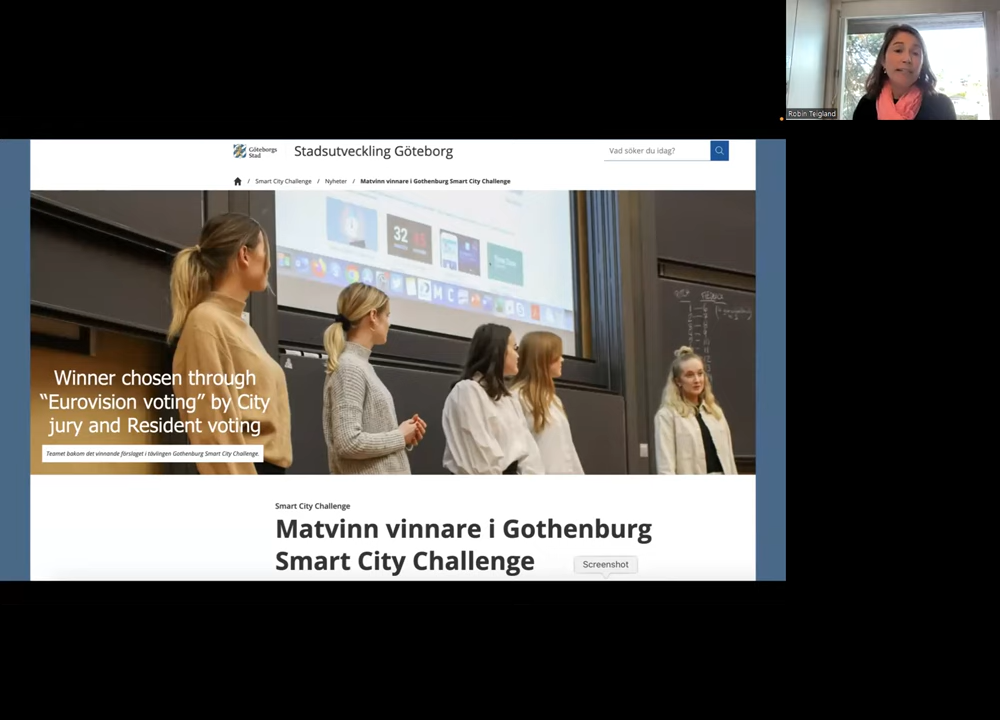 Robin Teigland
Göteborgs
Stad
Stadsutveckling Göteborg
Vad söker du idag?
/ Smart City Challenge / Nyheter / Matvinn vinnare i Gothenburg Smart City Challenge
32
Winner chosen through
“Eurovision voting” by City
jury and Resident voting
Teamet bakom det vinnande förslaget i tävlingen Gothenburg Smart City Challenge.
Smart City Challenge
Matvinn vinnare i Gothenburg
Smart City Challenge
Screenshot